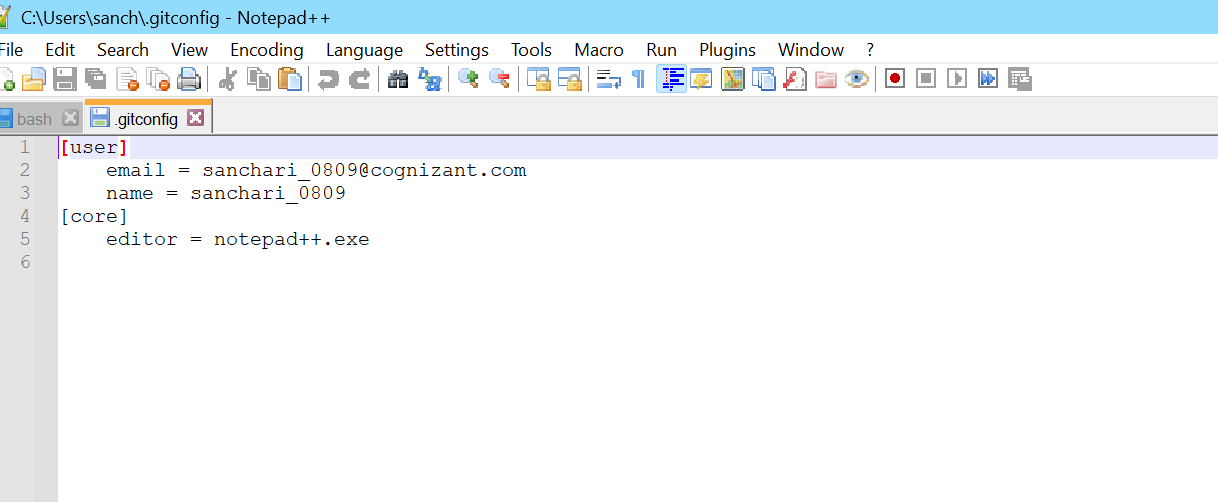 C:\Users\sanch\.gitconfig - Notepad++
File Edit Search View Encoding Language Settings Tools Macro Run Plugins Window ?
bash .gitconfig
1 [user]
2 email = sanchari_0809@cognizant.com
3 name = sanchari_0809
4 [core]
5 editor = notepad++.exe
6